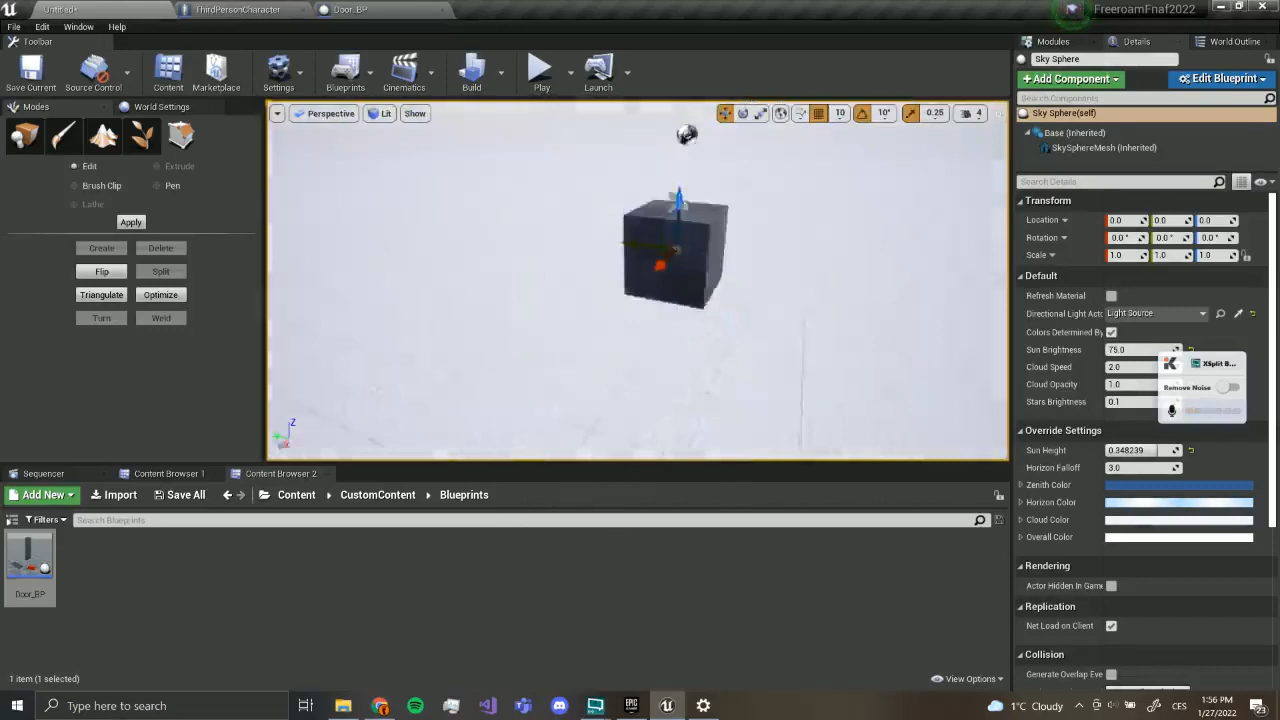 Untitled*
ThirdPersonCharacter
Door_BP
FreeroamFnaf2022
File Edit Window Help
Toolbar
Modules
Details
World Outline
Sky Sphere
Save Current
Source Control
Content
Marketplace
Settings
Blueprints
Cinematics
Build
Play
Launch
+Add Component
Edit Blueprint
Search Components
Modes
World Settings
Perspective
Lit
Show
10
10°
0.25
4
Sky Sphere(self)
Base (Inherited)
SkySphereMesh (Inherited)
Edit
Extrude
Brush Clip
Pen
Lathe
Apply
Create
Delete
Flip
Split
Triangulate
Optimize
Turn
Weld
Search Details
Transform
Location 0.0 0.0 0.0
Rotation 0.0° 0.0° 0.0°
Scale 1.0 1.0 1.0
Default
Refresh Material
Directional Light Acto Light Source
Colors Determined By
Sun Brightness 75.0
Cloud Speed 2.0
Cloud Opacity 1.0
Stars Brightness 0.1
XSplit B...
Remove Noise
Override Settings
Sun Height 0.348239
Horizon Falloff 3.0
Zenith Color
Horizon Color
Cloud Color
Overall Color
Rendering
Actor Hidden In Game
Replication
Net Load on Client
Collision
Generate Overlap Eve
Z
Sequencer
Content Browser 1
Content Browser 2
Add New
Import
Save All
Content
CustomContent
Blueprints
Filters
Search Blueprints
Door_BP
1 item (1 selected)
View Options
Type here to search
EPIC
1°C Cloudy
CES
1:56 PM
1/27/2022